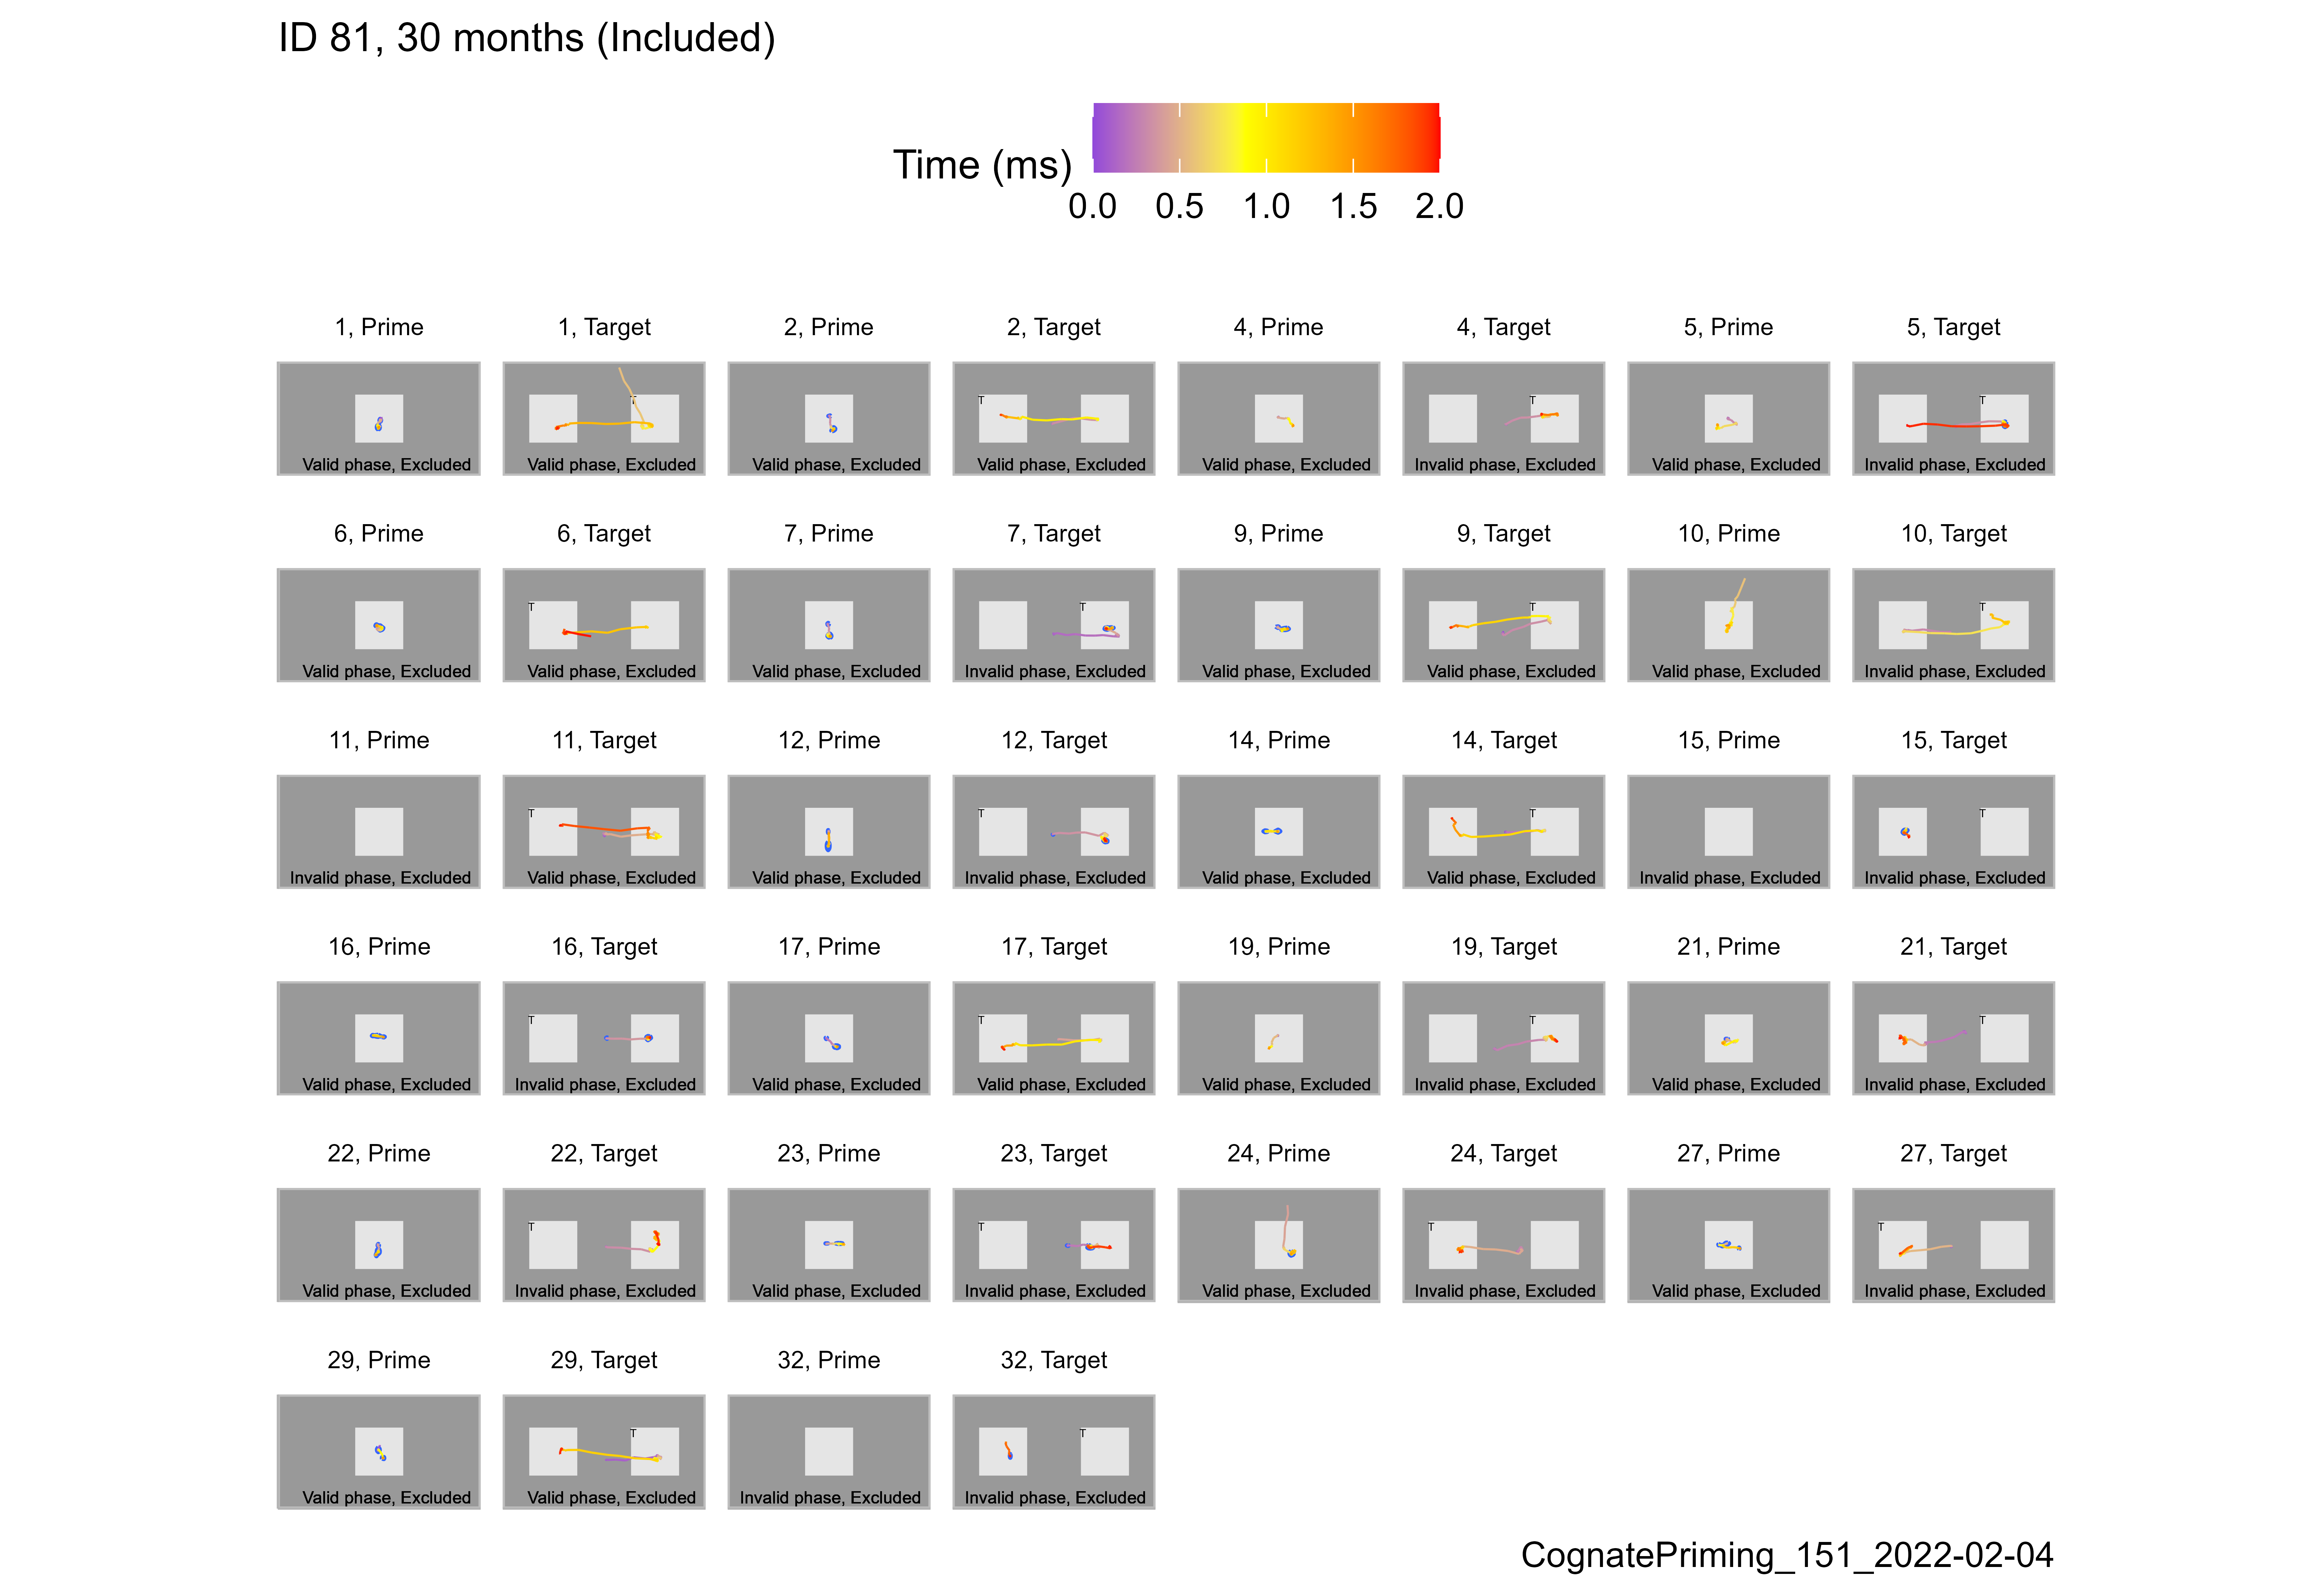 ID 81, 30 months (Included)
Time (ms)
0.0 0.5 1.0 1.5 2.0
1, Prime 1, Target 2, Prime 2, Target 4, Prime 4, Target 5, Prime 5, Target
T T T T
Valid phase, Excluded Valid phase, Excluded Valid phase, Excluded Valid phase, Excluded Valid phase, Excluded Invalid phase, Excluded Valid phase, Excluded Invalid phase, Excluded
6, Prime 6, Target 7, Prime 7, Target 9, Prime 9, Target 10, Prime 10, Target
T T T T
Valid phase, Excluded Valid phase, Excluded Valid phase, Excluded Invalid phase, Excluded Valid phase, Excluded Valid phase, Excluded Valid phase, Excluded Invalid phase, Excluded
11, Prime 11, Target 12, Prime 12, Target 14, Prime 14, Target 15, Prime 15, Target
T T T T
Invalid phase, Excluded Valid phase, Excluded Valid phase, Excluded Invalid phase, Excluded Valid phase, Excluded Valid phase, Excluded Invalid phase, Excluded Invalid phase, Excluded
16, Prime 16, Target 17, Prime 17, Target 19, Prime 19, Target 21, Prime 21, Target
T T T T
Valid phase, Excluded Invalid phase, Excluded Valid phase, Excluded Valid phase, Excluded Valid phase, Excluded Invalid phase, Excluded Valid phase, Excluded Invalid phase, Excluded
22, Prime 22, Target 23, Prime 23, Target 24, Prime 24, Target 27, Prime 27, Target
T T T T
Valid phase, Excluded Invalid phase, Excluded Valid phase, Excluded Invalid phase, Excluded Valid phase, Excluded Invalid phase, Excluded Valid phase, Excluded Invalid phase, Excluded
29, Prime 29, Target 32, Prime 32, Target
T T
Valid phase, Excluded Valid phase, Excluded Invalid phase, Excluded Invalid phase, Excluded
CognatePriming_151_2022-02-04